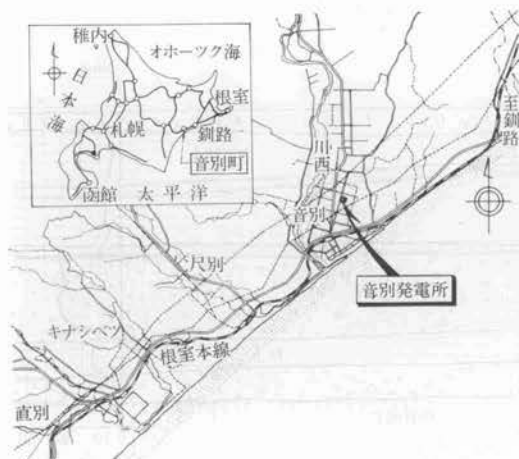 稚内
オホーツク海
日本海
根室
札幌
釧路
音別町
函館
太平洋
至釧路
川西
音別
音別発電所
尺別
キナシベツ
根室本線
直別